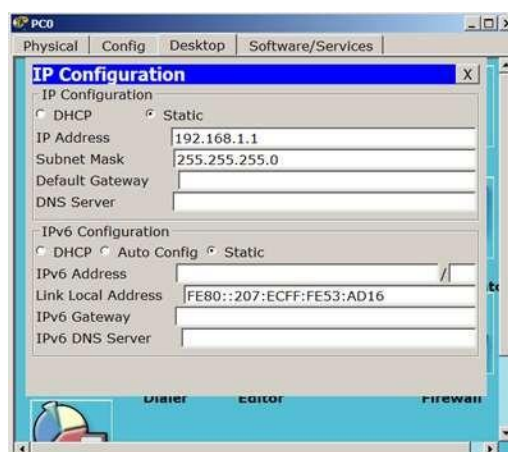 PC0
Physical Config Desktop Software/Services
IP Configuration X
IP Configuration
DHCP Static
IP Address 192.168.1.1
Subnet Mask 255.255.255.0
Default Gateway
DNS Server
IPv6 Configuration
DHCP Auto Config Static
IPv6 Address /
Link Local Address FE80::207:ECFF:FE53:AD16
IPv6 Gateway
IPv6 DNS Server
Dialer Editor Firewall